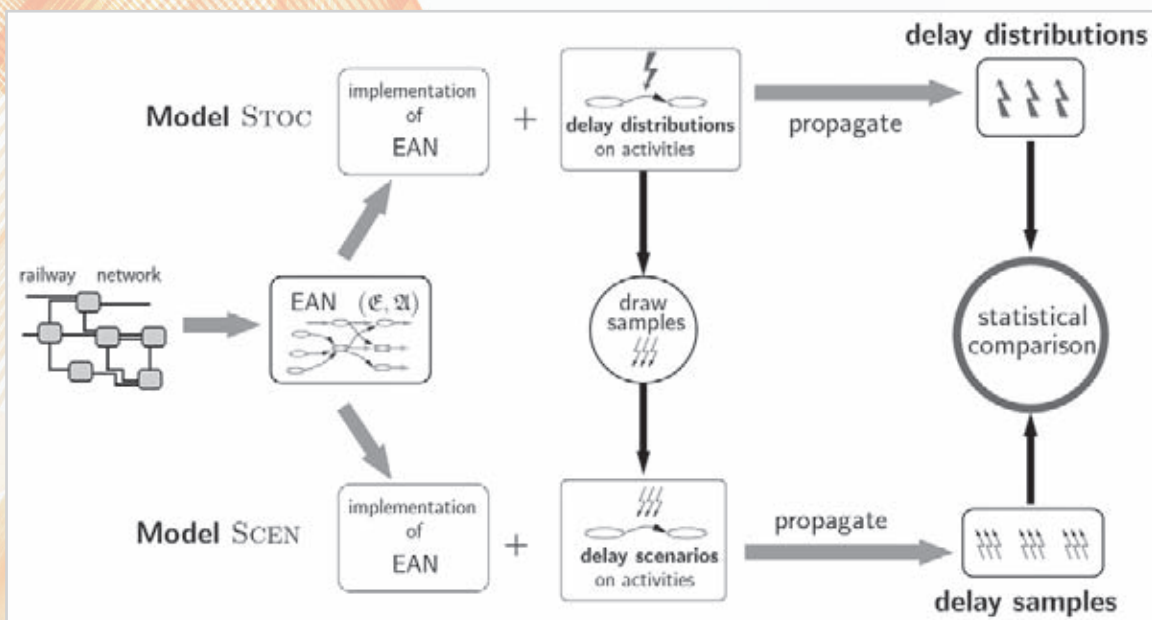 delay distributions
Model STOC
implementation
of
EAN
+
delay distributions
on activities
propagate
railway network
EAN (𝔈, 𝔄)
draw
samples
statistical
comparison
Model SCEN
implementation
of
EAN
+
delay scenarios
on activities
propagate
delay samples